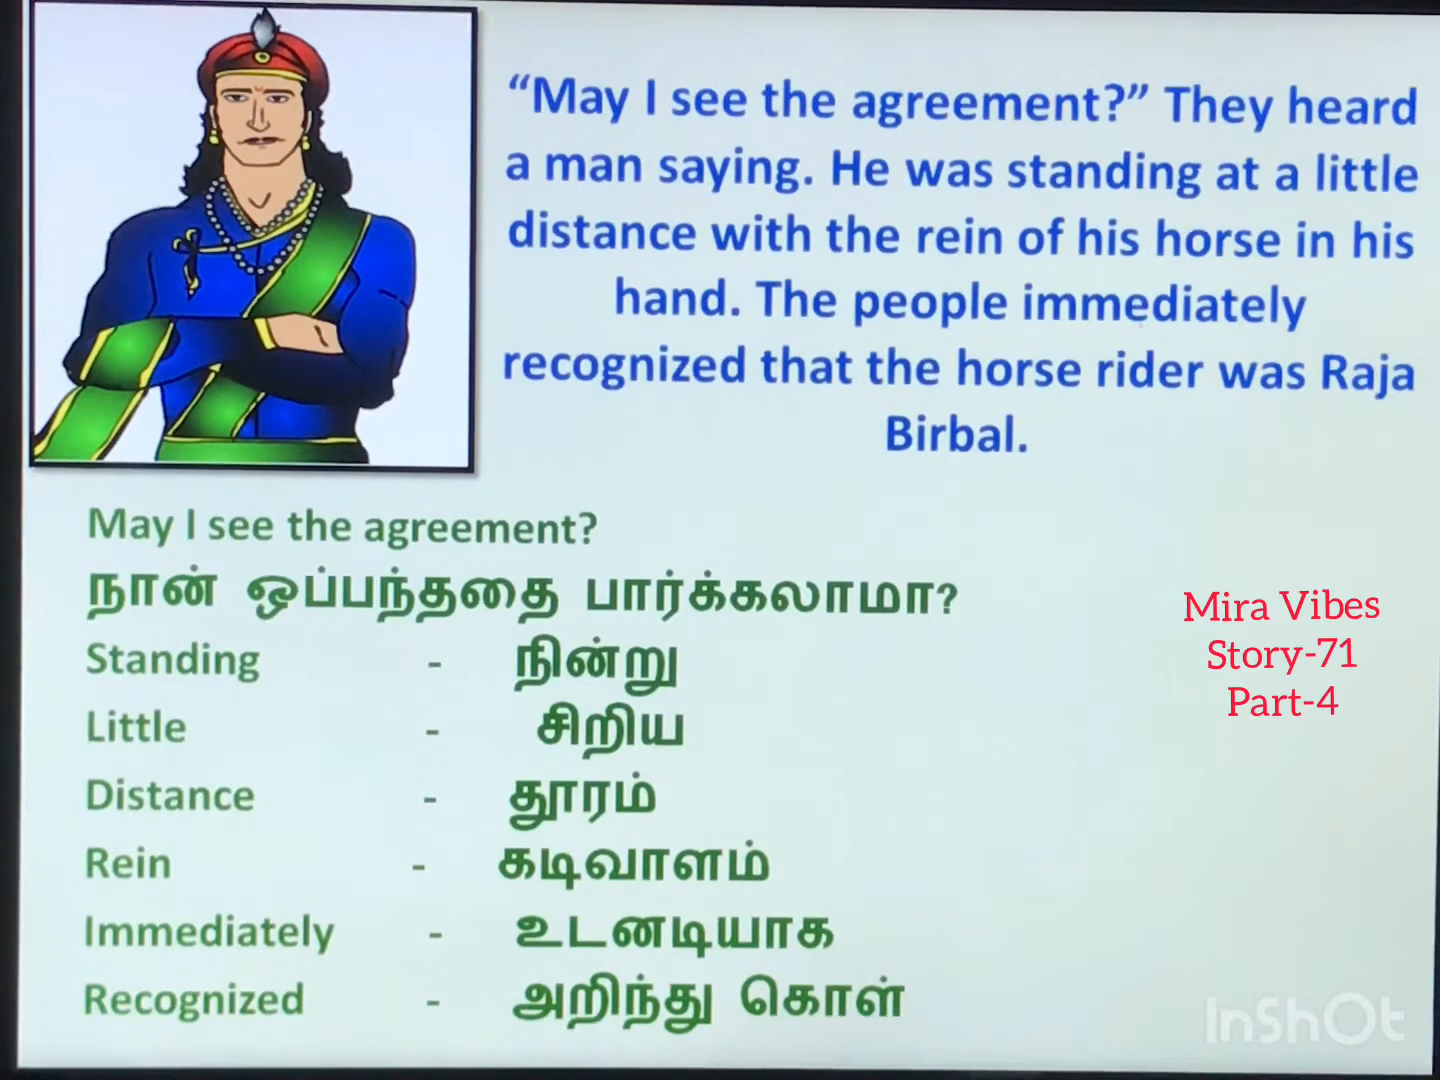 “May I see the agreement?” They heard
a man saying. He was standing at a little
distance with the rein of his horse in his
hand. The people immediately
recognized that the horse rider was Raja
Birbal.
May I see the agreement?
நான் ஒப்பந்ததை பார்க்கலாமா?
Standing - நின்று
Little - சிறிய
Distance - தூரம்
Rein - கடிவாளம்
Immediately - உடனடியாக
Recognized - அறிந்து கொள்
Mira Vibes
Story-71
Part-4
InShOt